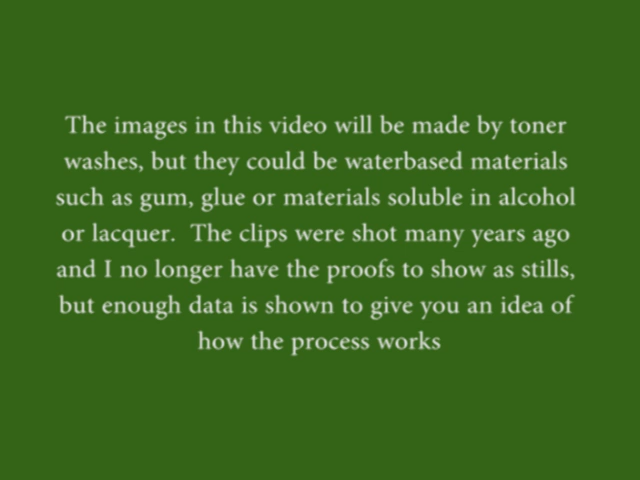 The images in this video will be made by toner
washes, but they could be waterbased materials
such as gum, glue or materials soluble in alcohol
or lacquer.  The clips were shot many years ago
and I no longer have the proofs to show as stills,
but enough data is shown to give you an idea of
how the process works